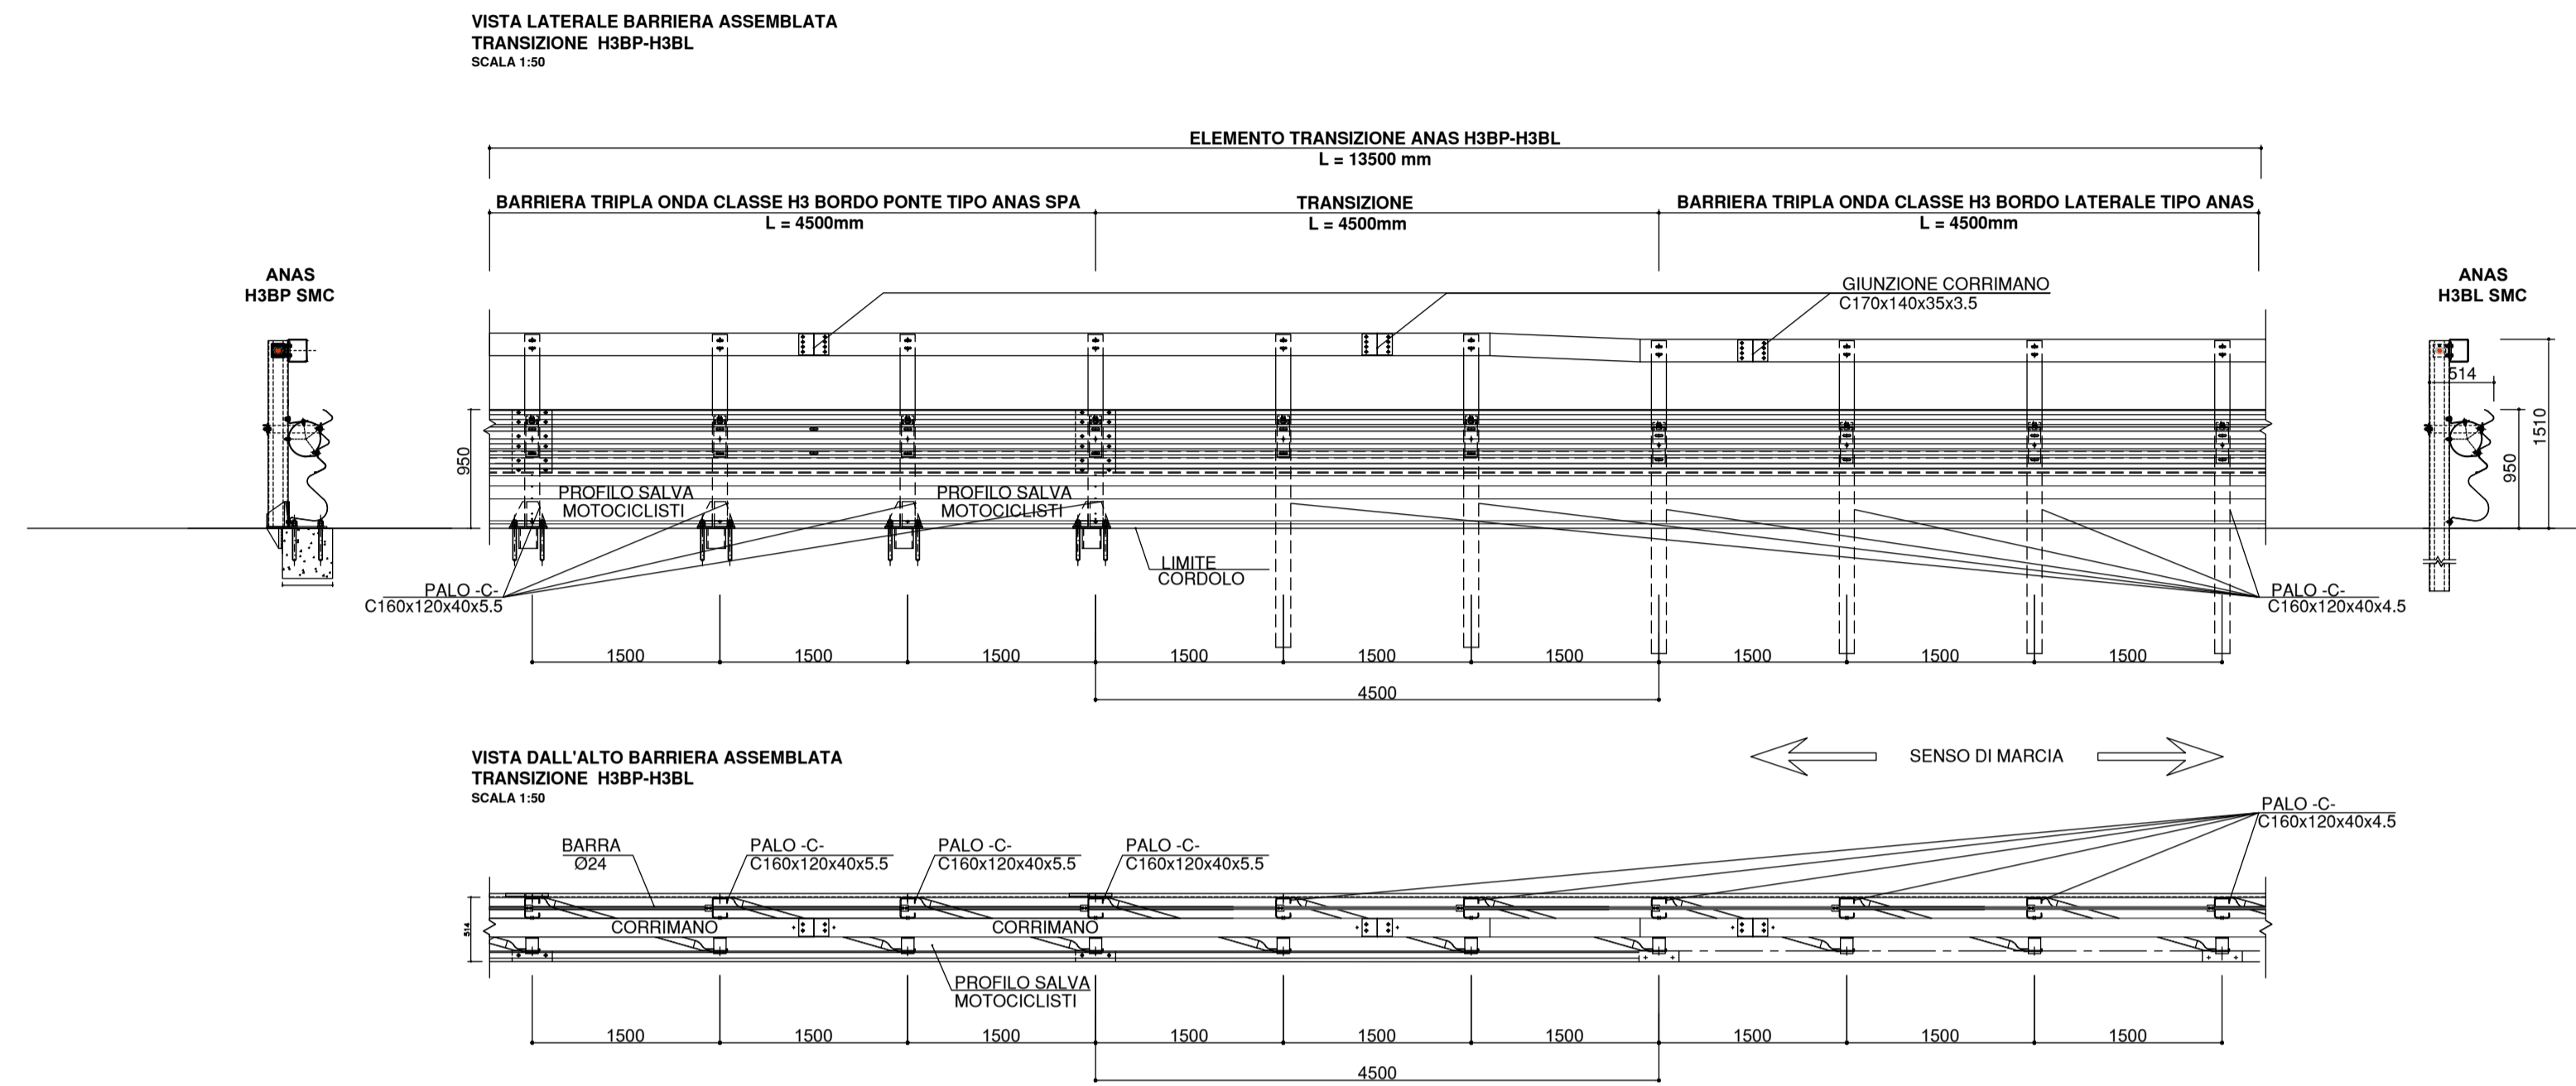 VISTA LATERALE BARRIERA ASSEMBLATA
TRANSIZIONE H3BP-H3BL
SCALA 1:50
ELEMENTO TRANSIZIONE ANAS H3BP-H3BL
L = 13500 mm
BARRIERA TRIPLA ONDA CLASSE H3 BORDO PONTE TIPO ANAS SPA
L = 4500mm
TRANSIZIONE
L = 4500mm
BARRIERA TRIPLA ONDA CLASSE H3 BORDO LATERALE TIPO ANAS
L = 4500mm
ANAS
H3BP SMC
GIUNZIONE CORRIMANO
C170x140x35x3.5
ANAS
H3BL SMC
514
950
1510
950
PROFILO SALVA
MOTOCICLISTI
PROFILO SALVA
MOTOCICLISTI
LIMITE
CORDOLO
PALO -C-
C160x120x40x5.5
PALO -C-
C160x120x40x4.5
1500
1500
1500
1500
1500
1500
1500
1500
1500
4500
VISTA DALL'ALTO BARRIERA ASSEMBLATA
TRANSIZIONE H3BP-H3BL
SCALA 1:50
SENSO DI MARCIA
BARRA
Ø24
PALO -C-
C160x120x40x5.5
PALO -C-
C160x120x40x5.5
PALO -C-
C160x120x40x5.5
PALO -C-
C160x120x40x4.5
514
CORRIMANO
CORRIMANO
PROFILO SALVA
MOTOCICLISTI
1500
1500
1500
1500
1500
1500
1500
1500
1500
4500